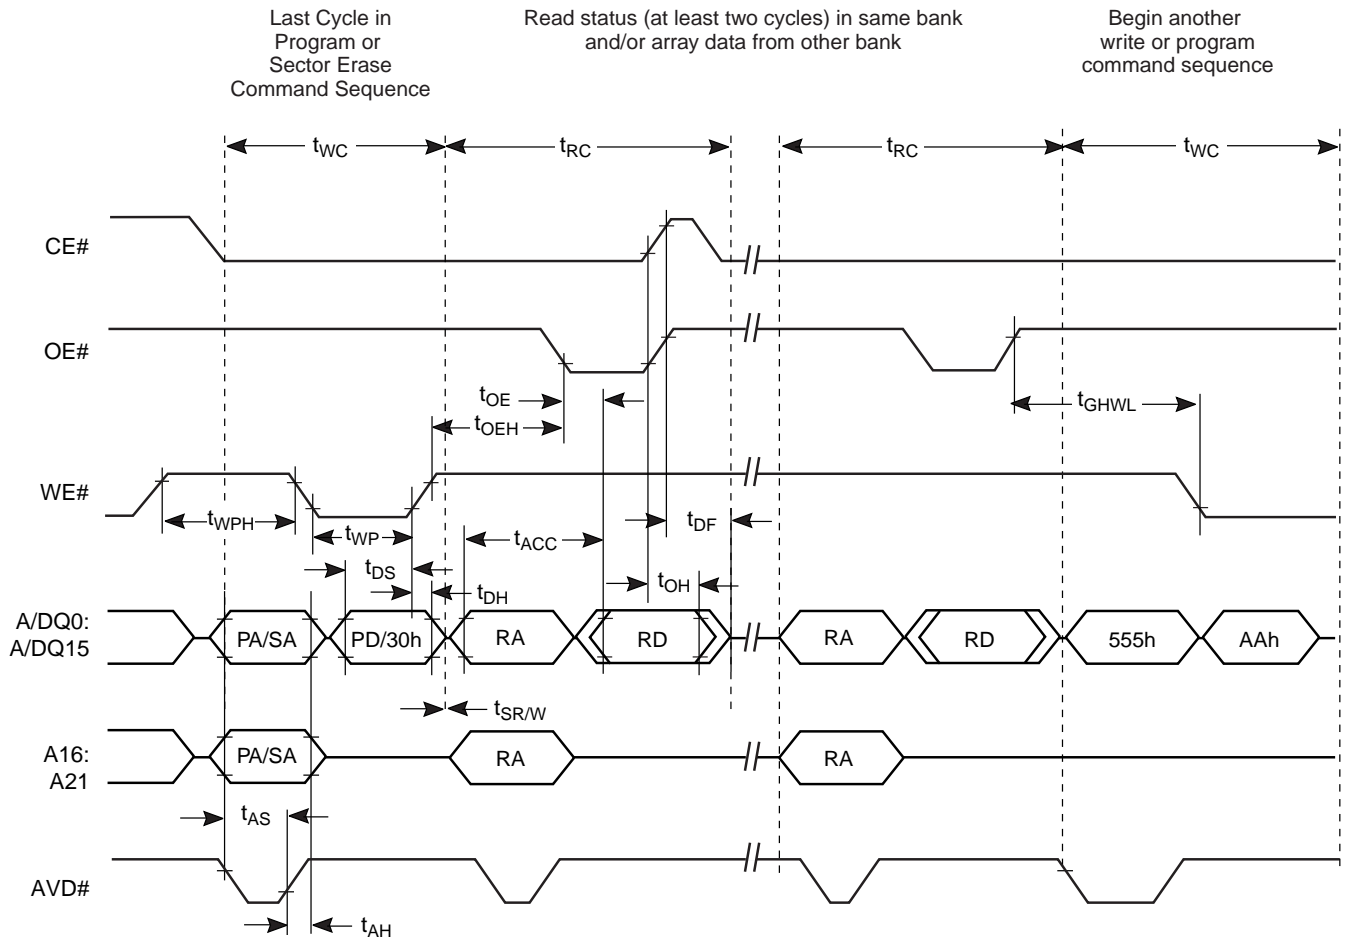 Last Cycle in
Program or
Sector Erase
Command Sequence
Read status (at least two cycles) in same bank
and/or array data from other bank
Begin another
write or program
command sequence
tWC
tRC
tRC
tWC
CE#
OE#
tOE
tOEH
tGHWL
WE#
tWPH
tWP
tACC
tDF
tDS
tDH
tOH
A/DQ0:
A/DQ15
PA/SA
PD/30h
RA
RD
RA
RD
555h
AAh
tSR/W
A16:
A21
PA/SA
RA
RA
tAS
AVD#
tAH